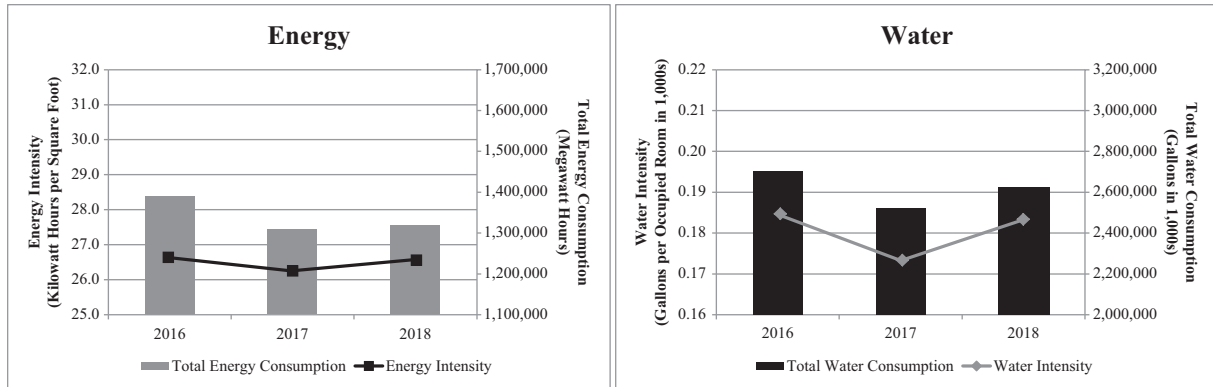 Energy
Energy Intensity
(Kilowatt Hours per Square Foot)
32.0
31.0
30.0
29.0
28.0
27.0
26.0
25.0
1,700,000
1,600,000
1,500,000
1,400,000
1,300,000
1,200,000
1,100,000
Total Energy Consumption
(Megawatt Hours)
2016 2017 2018
Total Energy Consumption Energy Intensity
Water
Water Intensity
(Gallons per Occupied Room in 1,000s)
0.22
0.21
0.20
0.19
0.18
0.17
0.16
3,200,000
3,000,000
2,800,000
2,600,000
2,400,000
2,200,000
2,000,000
Total Water Consumption
(Gallons in 1,000s)
2016 2017 2018
Total Water Consumption Water Intensity